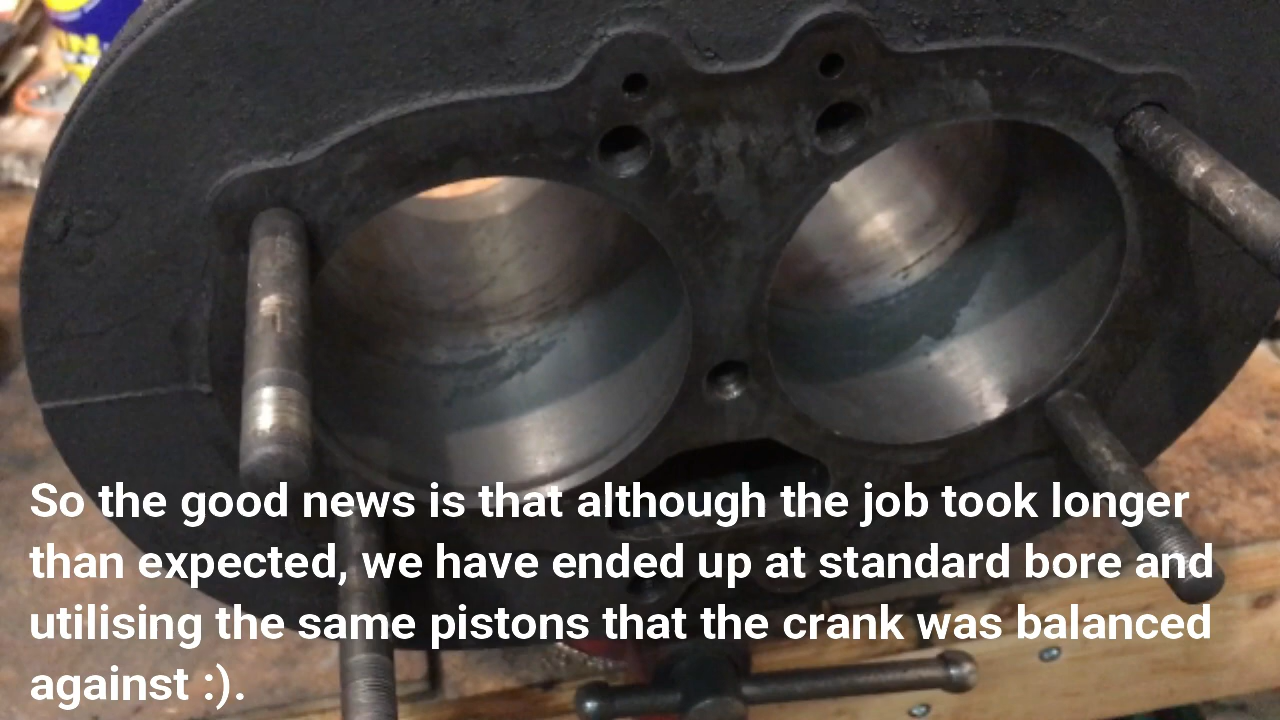 So the good news is that although the job took longer
than expected, we have ended up at standard bore and
utilising the same pistons that the crank was balanced
against :).